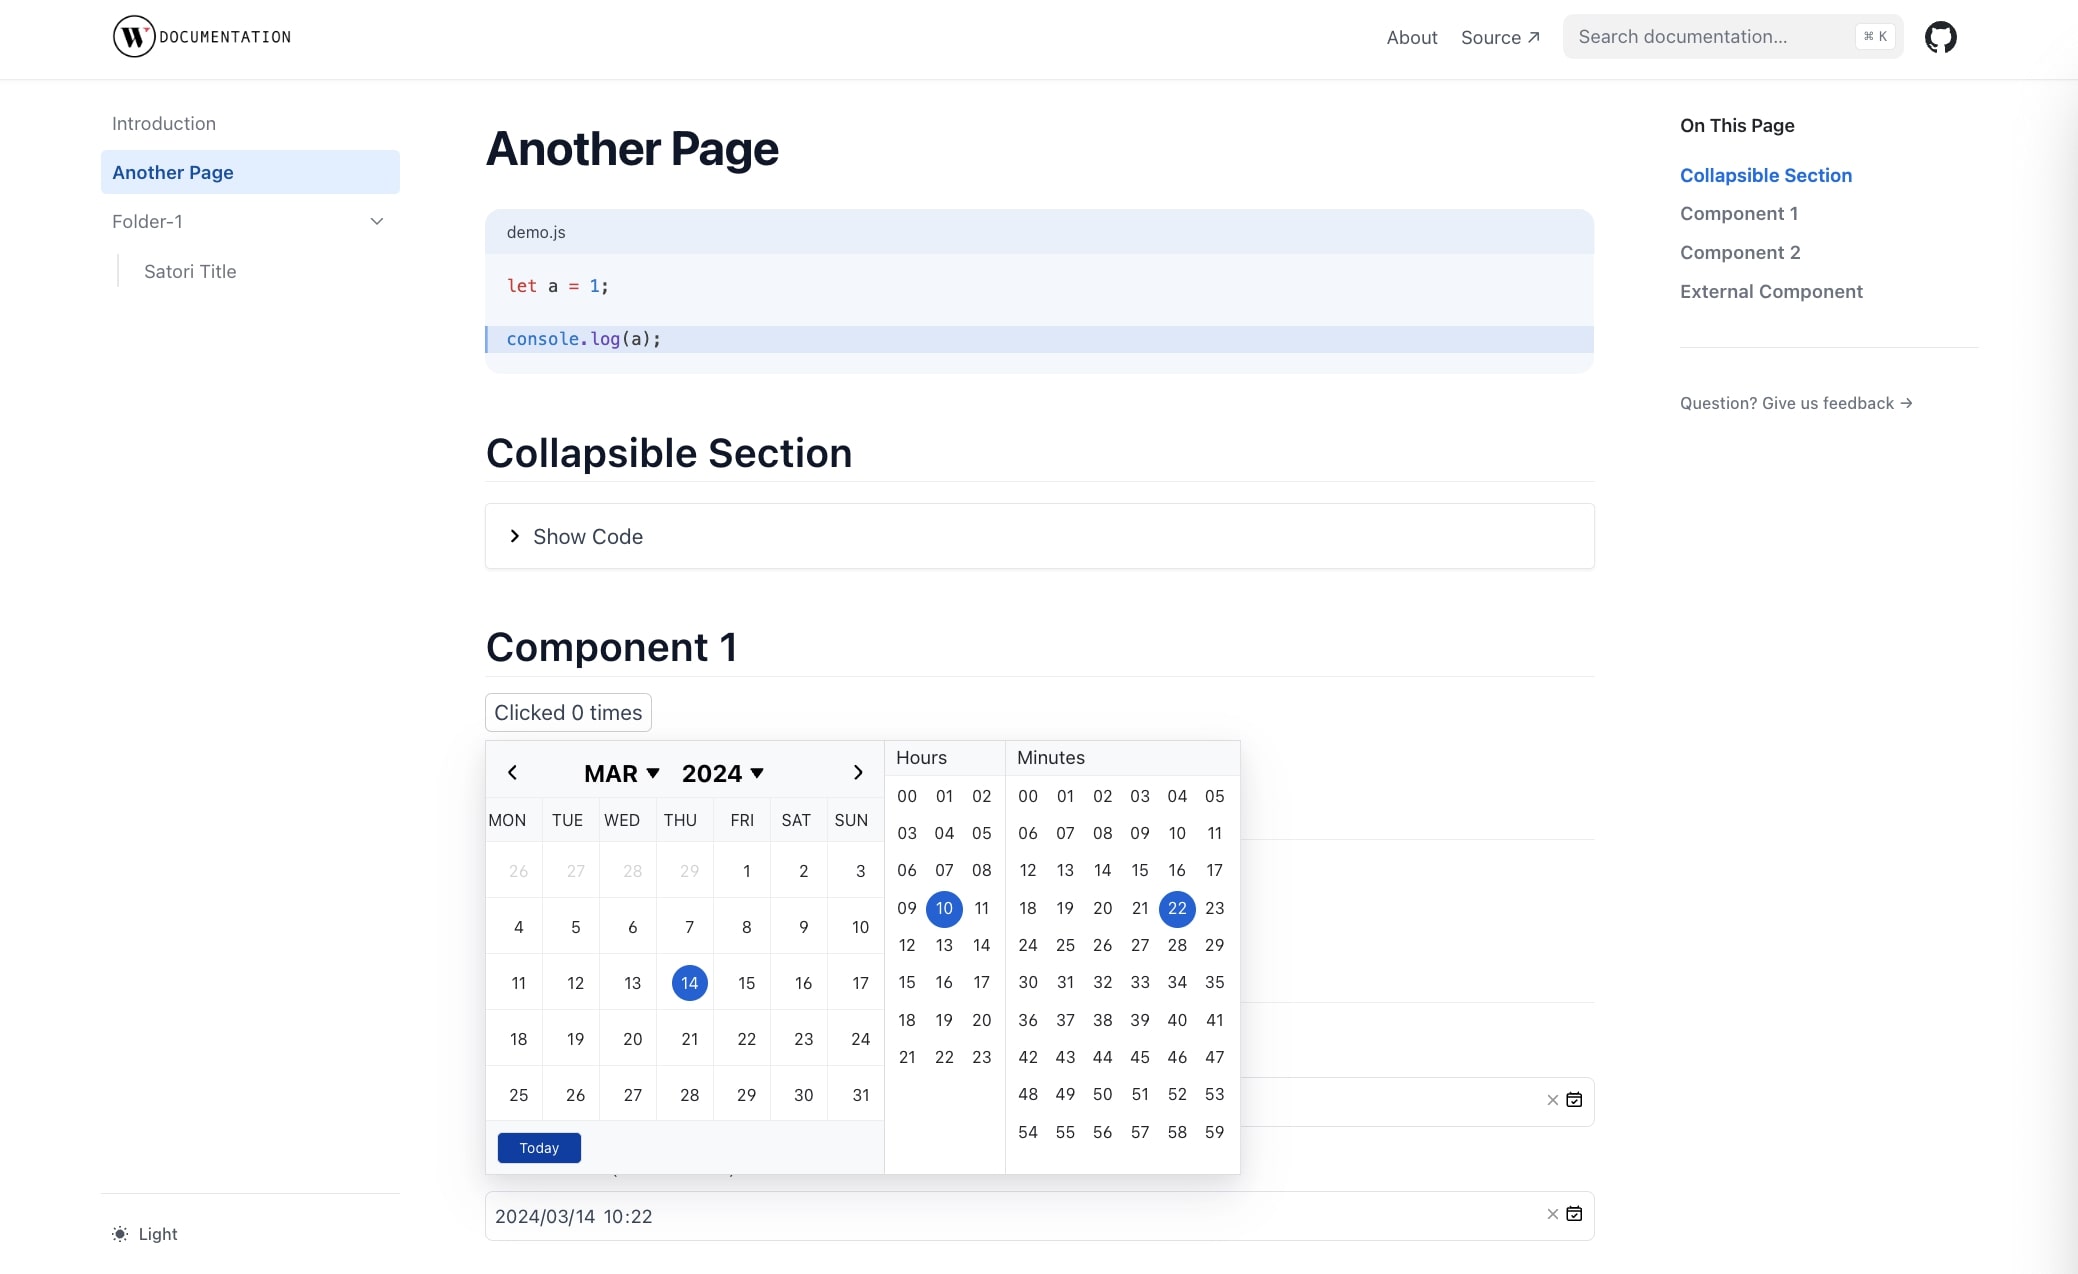 W DOCUMENTATION
About Source ↗ Search documentation... ⌘ K
Introduction
Another Page
Folder-1
Satori Title
Light
Another Page
demo.js
let a = 1;
console.log(a);
Collapsible Section
Show Code
Component 1
Clicked 0 times
MAR ▼ 2024 ▼
MON TUE WED THU FRI SAT SUN
26 27 28 29 1 2 3
4 5 6 7 8 9 10
11 12 13 14 15 16 17
18 19 20 21 22 23 24
25 26 27 28 29 30 31
Today
Hours
00 01 02
03 04 05
06 07 08
09 10 11
12 13 14
15 16 17
18 19 20
21 22 23
Minutes
00 01 02 03 04 05
06 07 08 09 10 11
12 13 14 15 16 17
18 19 20 21 22 23
24 25 26 27 28 29
30 31 32 33 34 35
36 37 38 39 40 41
42 43 44 45 46 47
48 49 50 51 52 53
54 55 56 57 58 59
2024/03/14 10:22
On This Page
Collapsible Section
Component 1
Component 2
External Component
Question? Give us feedback →